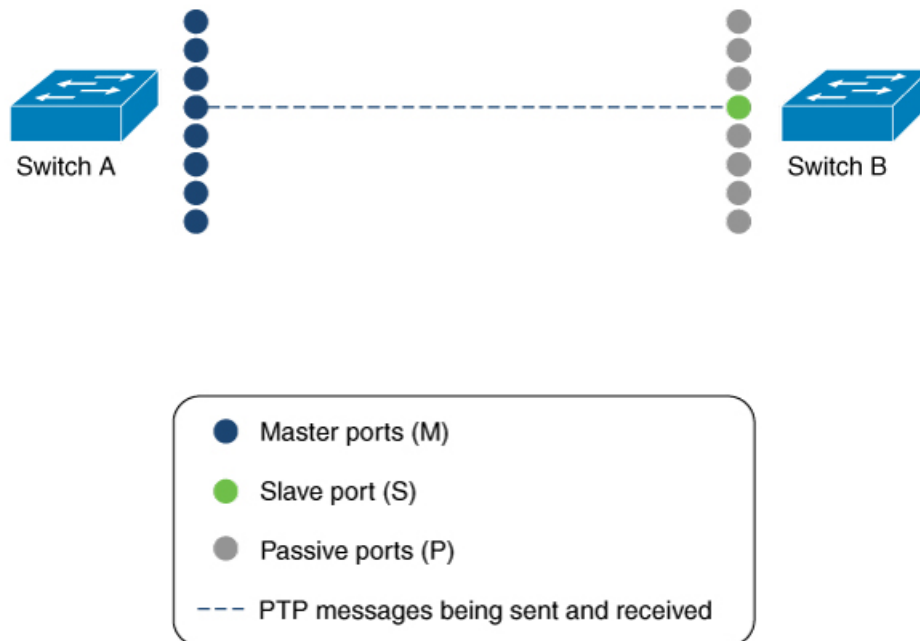 Switch A
Switch B
Master ports (M)
Slave port (S)
Passive ports (P)
PTP messages being sent and received